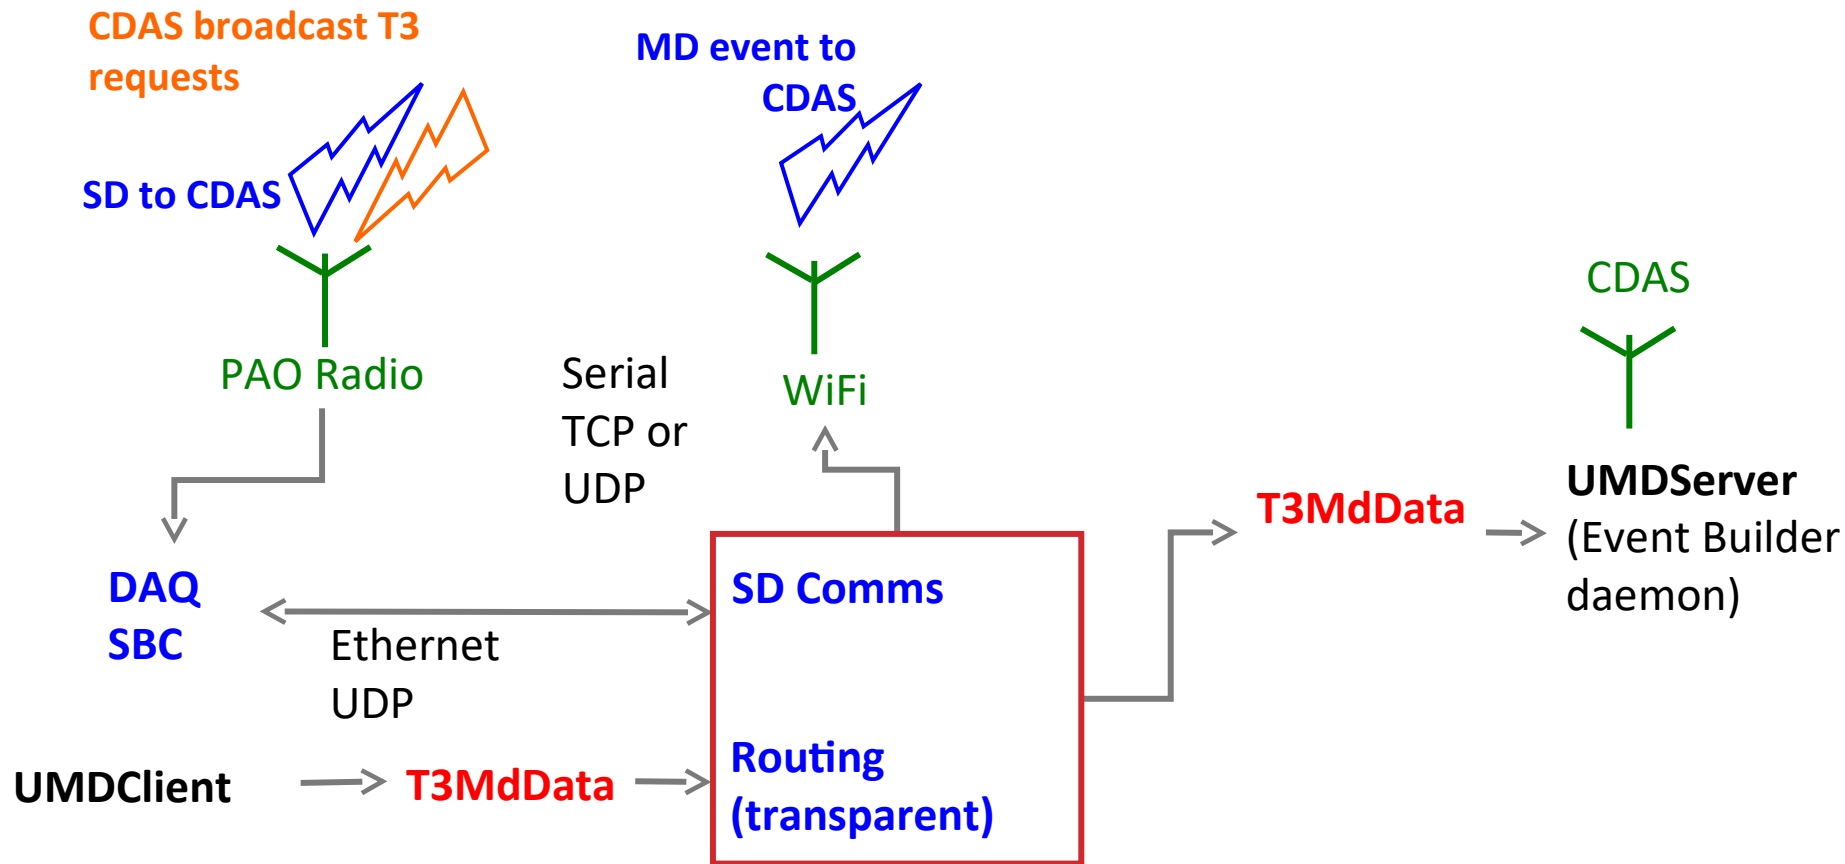 CDAS broadcast T3
requests
MD event to
CDAS
SD to CDAS
CDAS
PAO Radio
Serial
TCP or
UDP
WiFi
T3MdData
UMDServer
(Event Builder
daemon)
DAQ
SBC
Ethernet
UDP
SD Comms
UMDClient
T3MdData
Routing
(transparent)